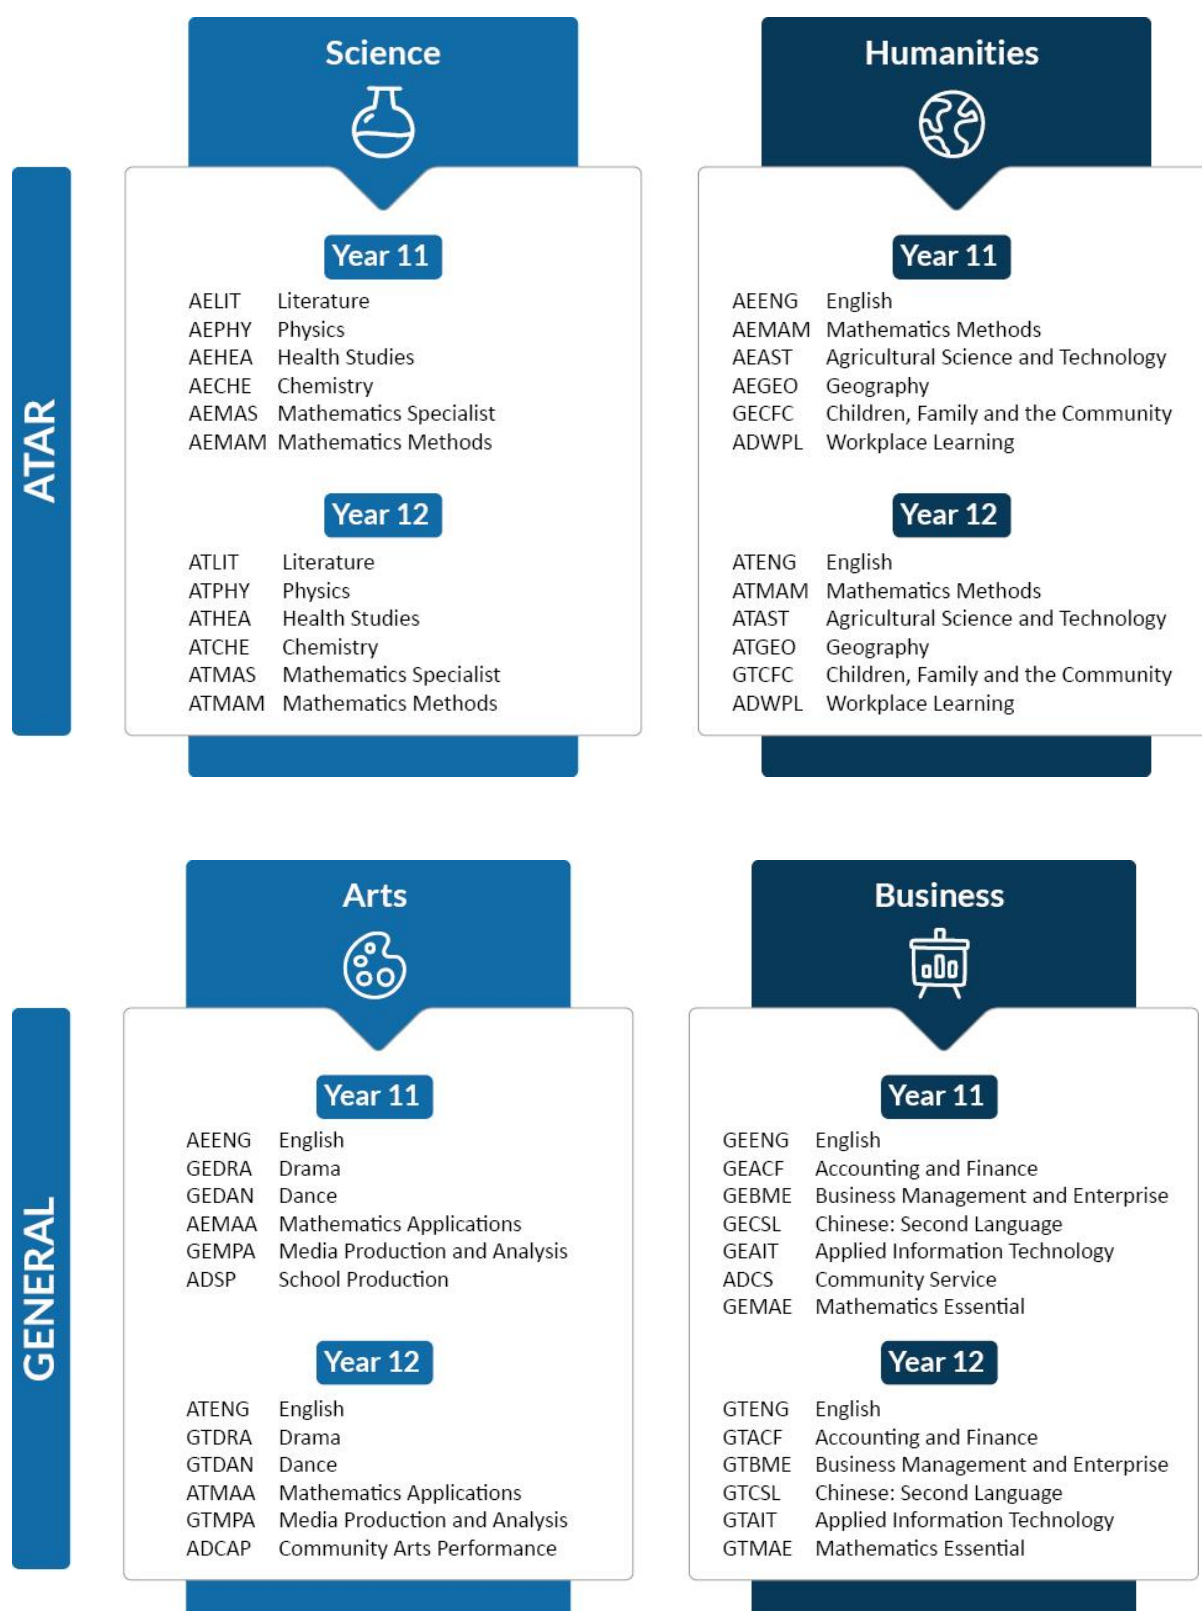 ATAR
Science
Year 11
AELIT Literature
AEPHY Physics
AEHEA Health Studies
AECHE Chemistry
AEMAS Mathematics Specialist
AEMAM Mathematics Methods
Year 12
ATLIT Literature
ATPHY Physics
ATHEA Health Studies
ATCHE Chemistry
ATMAS Mathematics Specialist
ATMAM Mathematics Methods
Humanities
Year 11
AEENG English
AEMAM Mathematics Methods
AEAST Agricultural Science and Technology
AEGEO Geography
GECFC Children, Family and the Community
ADWPL Workplace Learning
Year 12
ATENG English
ATMAM Mathematics Methods
ATAST Agricultural Science and Technology
ATGEO Geography
GTCFC Children, Family and the Community
ADWPL Workplace Learning
GENERAL
Arts
Year 11
AEENG English
GEDRA Drama
GEDAN Dance
AEMAA Mathematics Applications
GEMPA Media Production and Analysis
ADSP School Production
Year 12
ATENG English
GTDRA Drama
GTDAN Dance
ATMAA Mathematics Applications
GTMPA Media Production and Analysis
ADCAP Community Arts Performance
Business
Year 11
GEENG English
GEACF Accounting and Finance
GEBME Business Management and Enterprise
GECSL Chinese: Second Language
GEAIT Applied Information Technology
ADCS Community Service
GEMAE Mathematics Essential
Year 12
GTENG English
GTACF Accounting and Finance
GTBME Business Management and Enterprise
GTCSL Chinese: Second Language
GTAIT Applied Information Technology
GTMAE Mathematics Essential